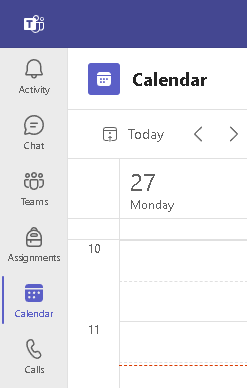 Activity
Chat
Teams
Assignments
Calendar
Calls
Calendar
Today
27
Monday
10
11